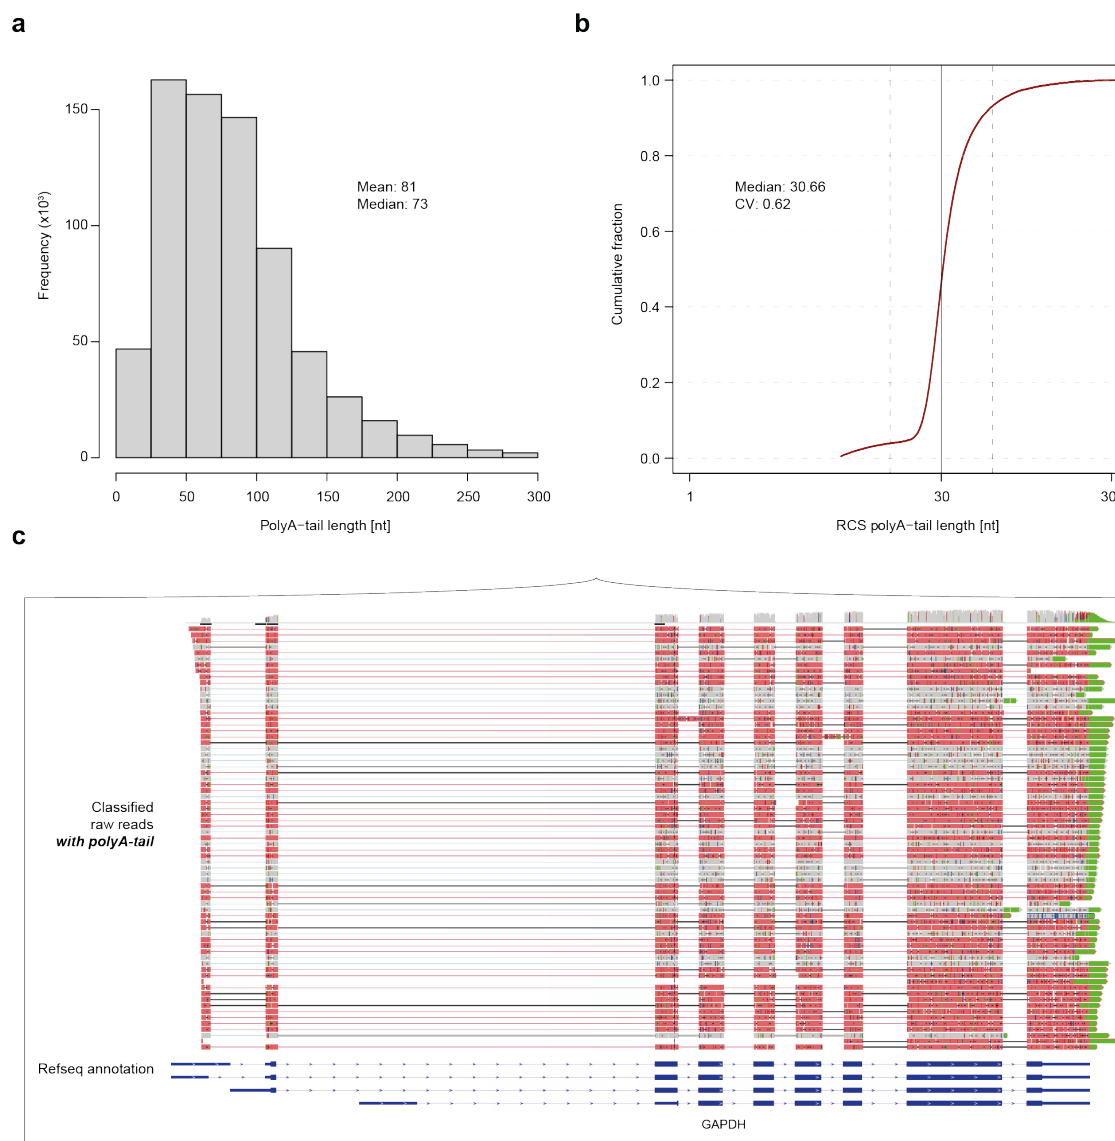 a
150
100
50
0
Frequency (x10³)
Mean: 81
Median: 73
0 50 100 150 200 250 300
PolyA−tail length [nt]
b
1.0
0.8
0.6
0.4
0.2
0.0
Cumulative fraction
Median: 30.66
CV: 0.62
1 30 30
RCS polyA−tail length [nt]
c
Classified
raw reads
with polyA-tail
Refseq annotation
GAPDH